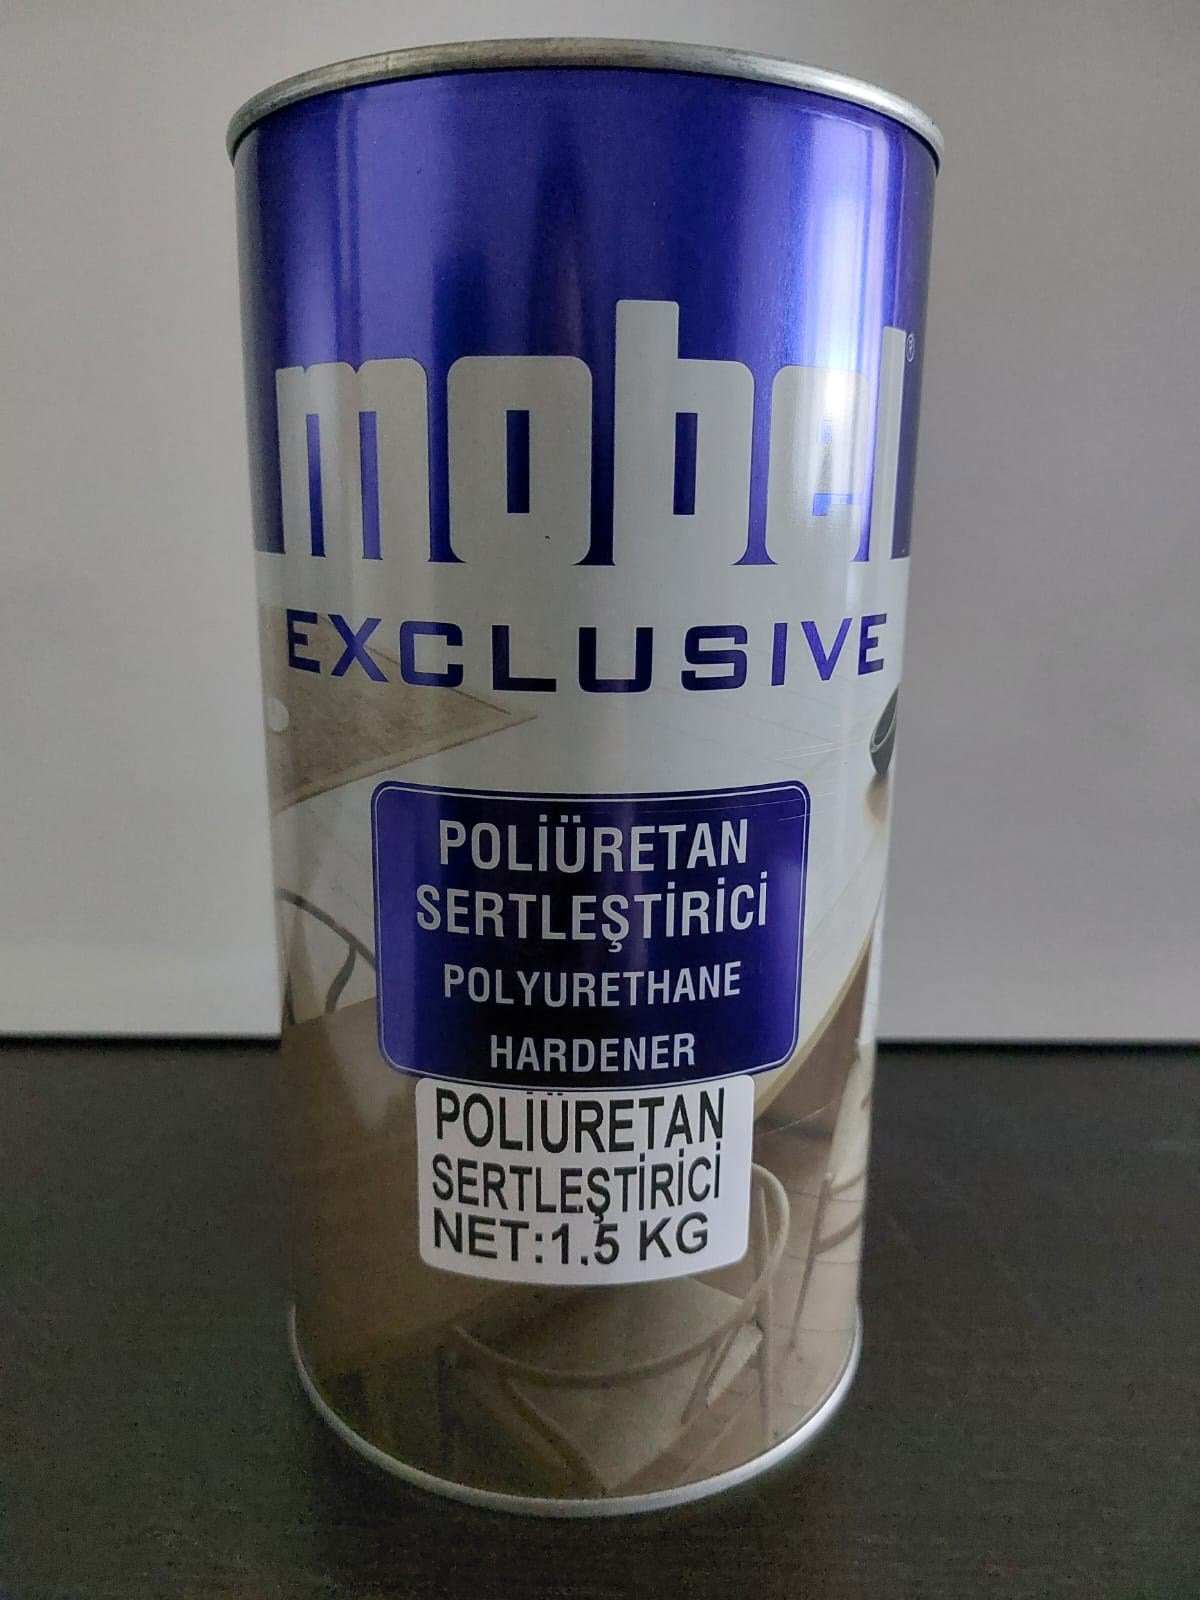 mobel®
EXCLUSIVE
POLİÜRETAN
SERTLEŞTİRİCİ
POLYURETHANE
HARDENER
POLİÜRETAN
SERTLEŞTİRİCİ
NET:1.5 KG